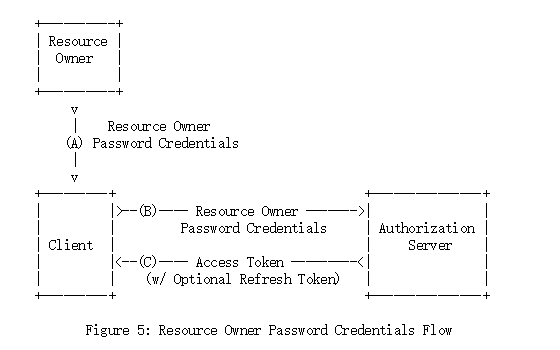 Resource
Owner
v
Resource Owner
(A) Password Credentials
v
>--(B)---- Resource Owner ------->
Password Credentials
Client
Authorization
Server
<--(C)---- Access Token ---------<
(w/ Optional Refresh Token)
Figure 5: Resource Owner Password Credentials Flow